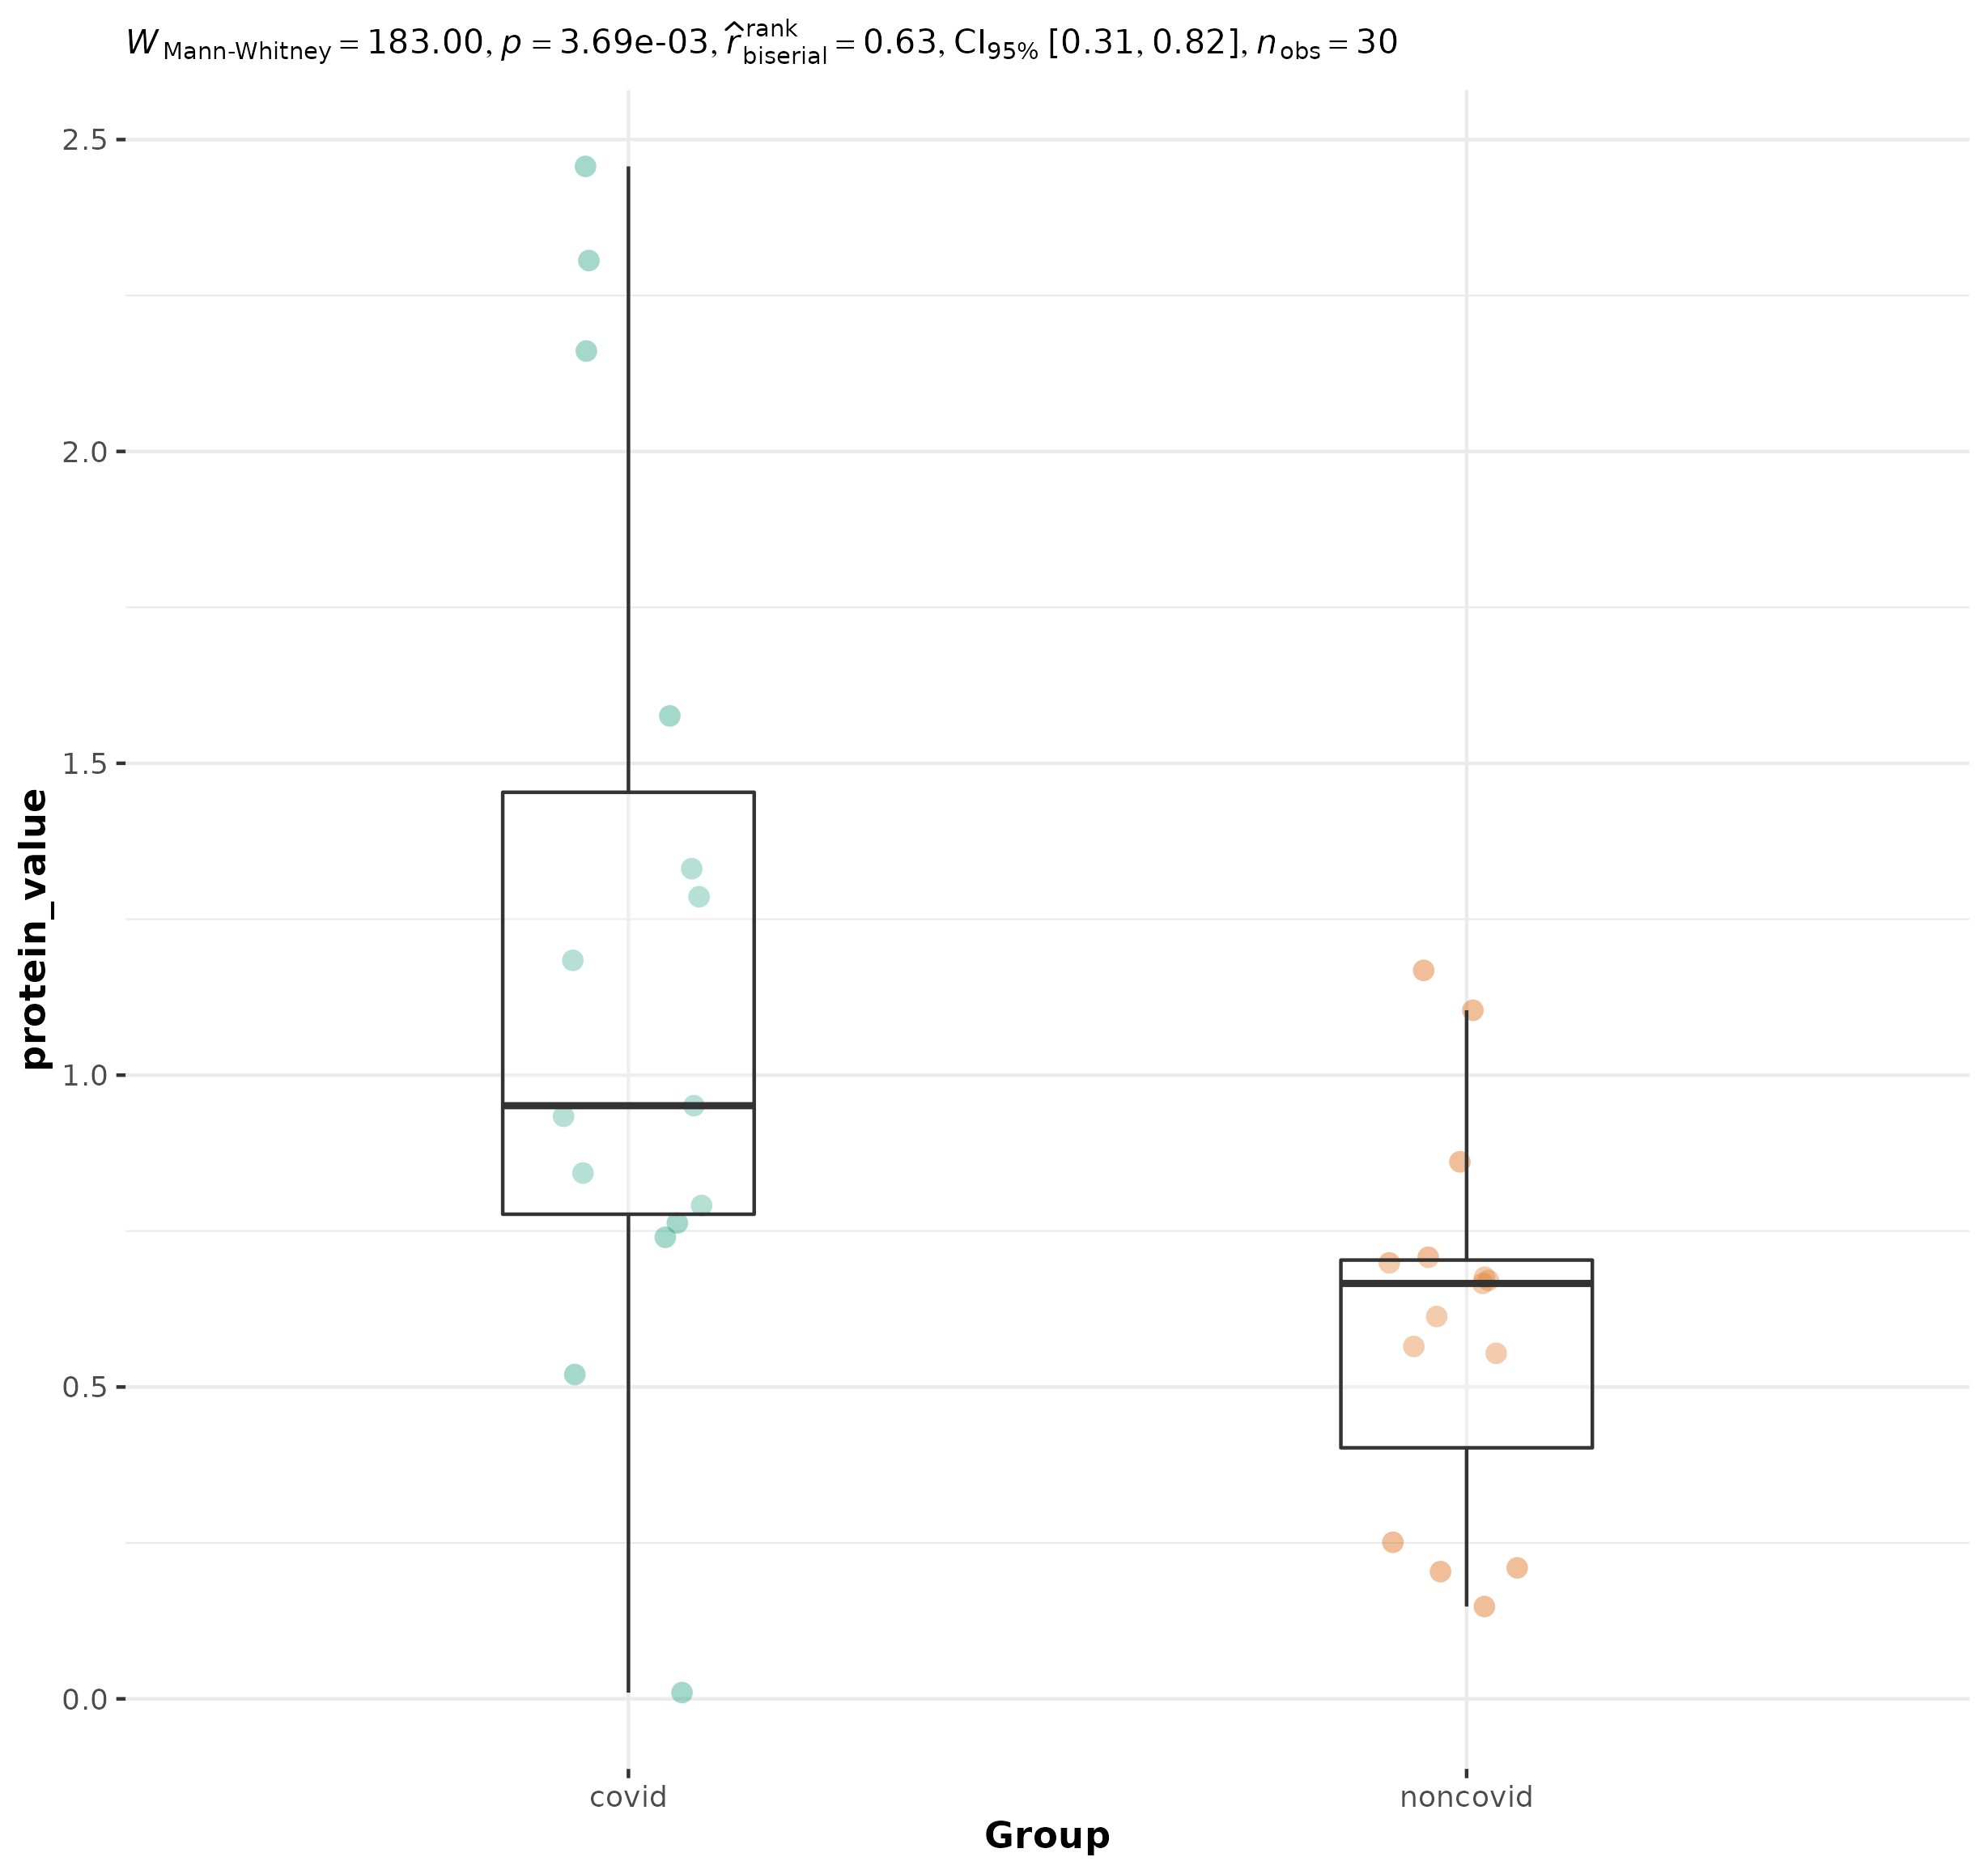 W Mann-Whitney = 183.00, p = 3.69e-03, r̂ rank biserial = 0.63, CI95% [0.31, 0.82], nobs = 30
2.5
2.0
1.5
1.0
0.5
0.0
protein_value
covid noncovid
Group